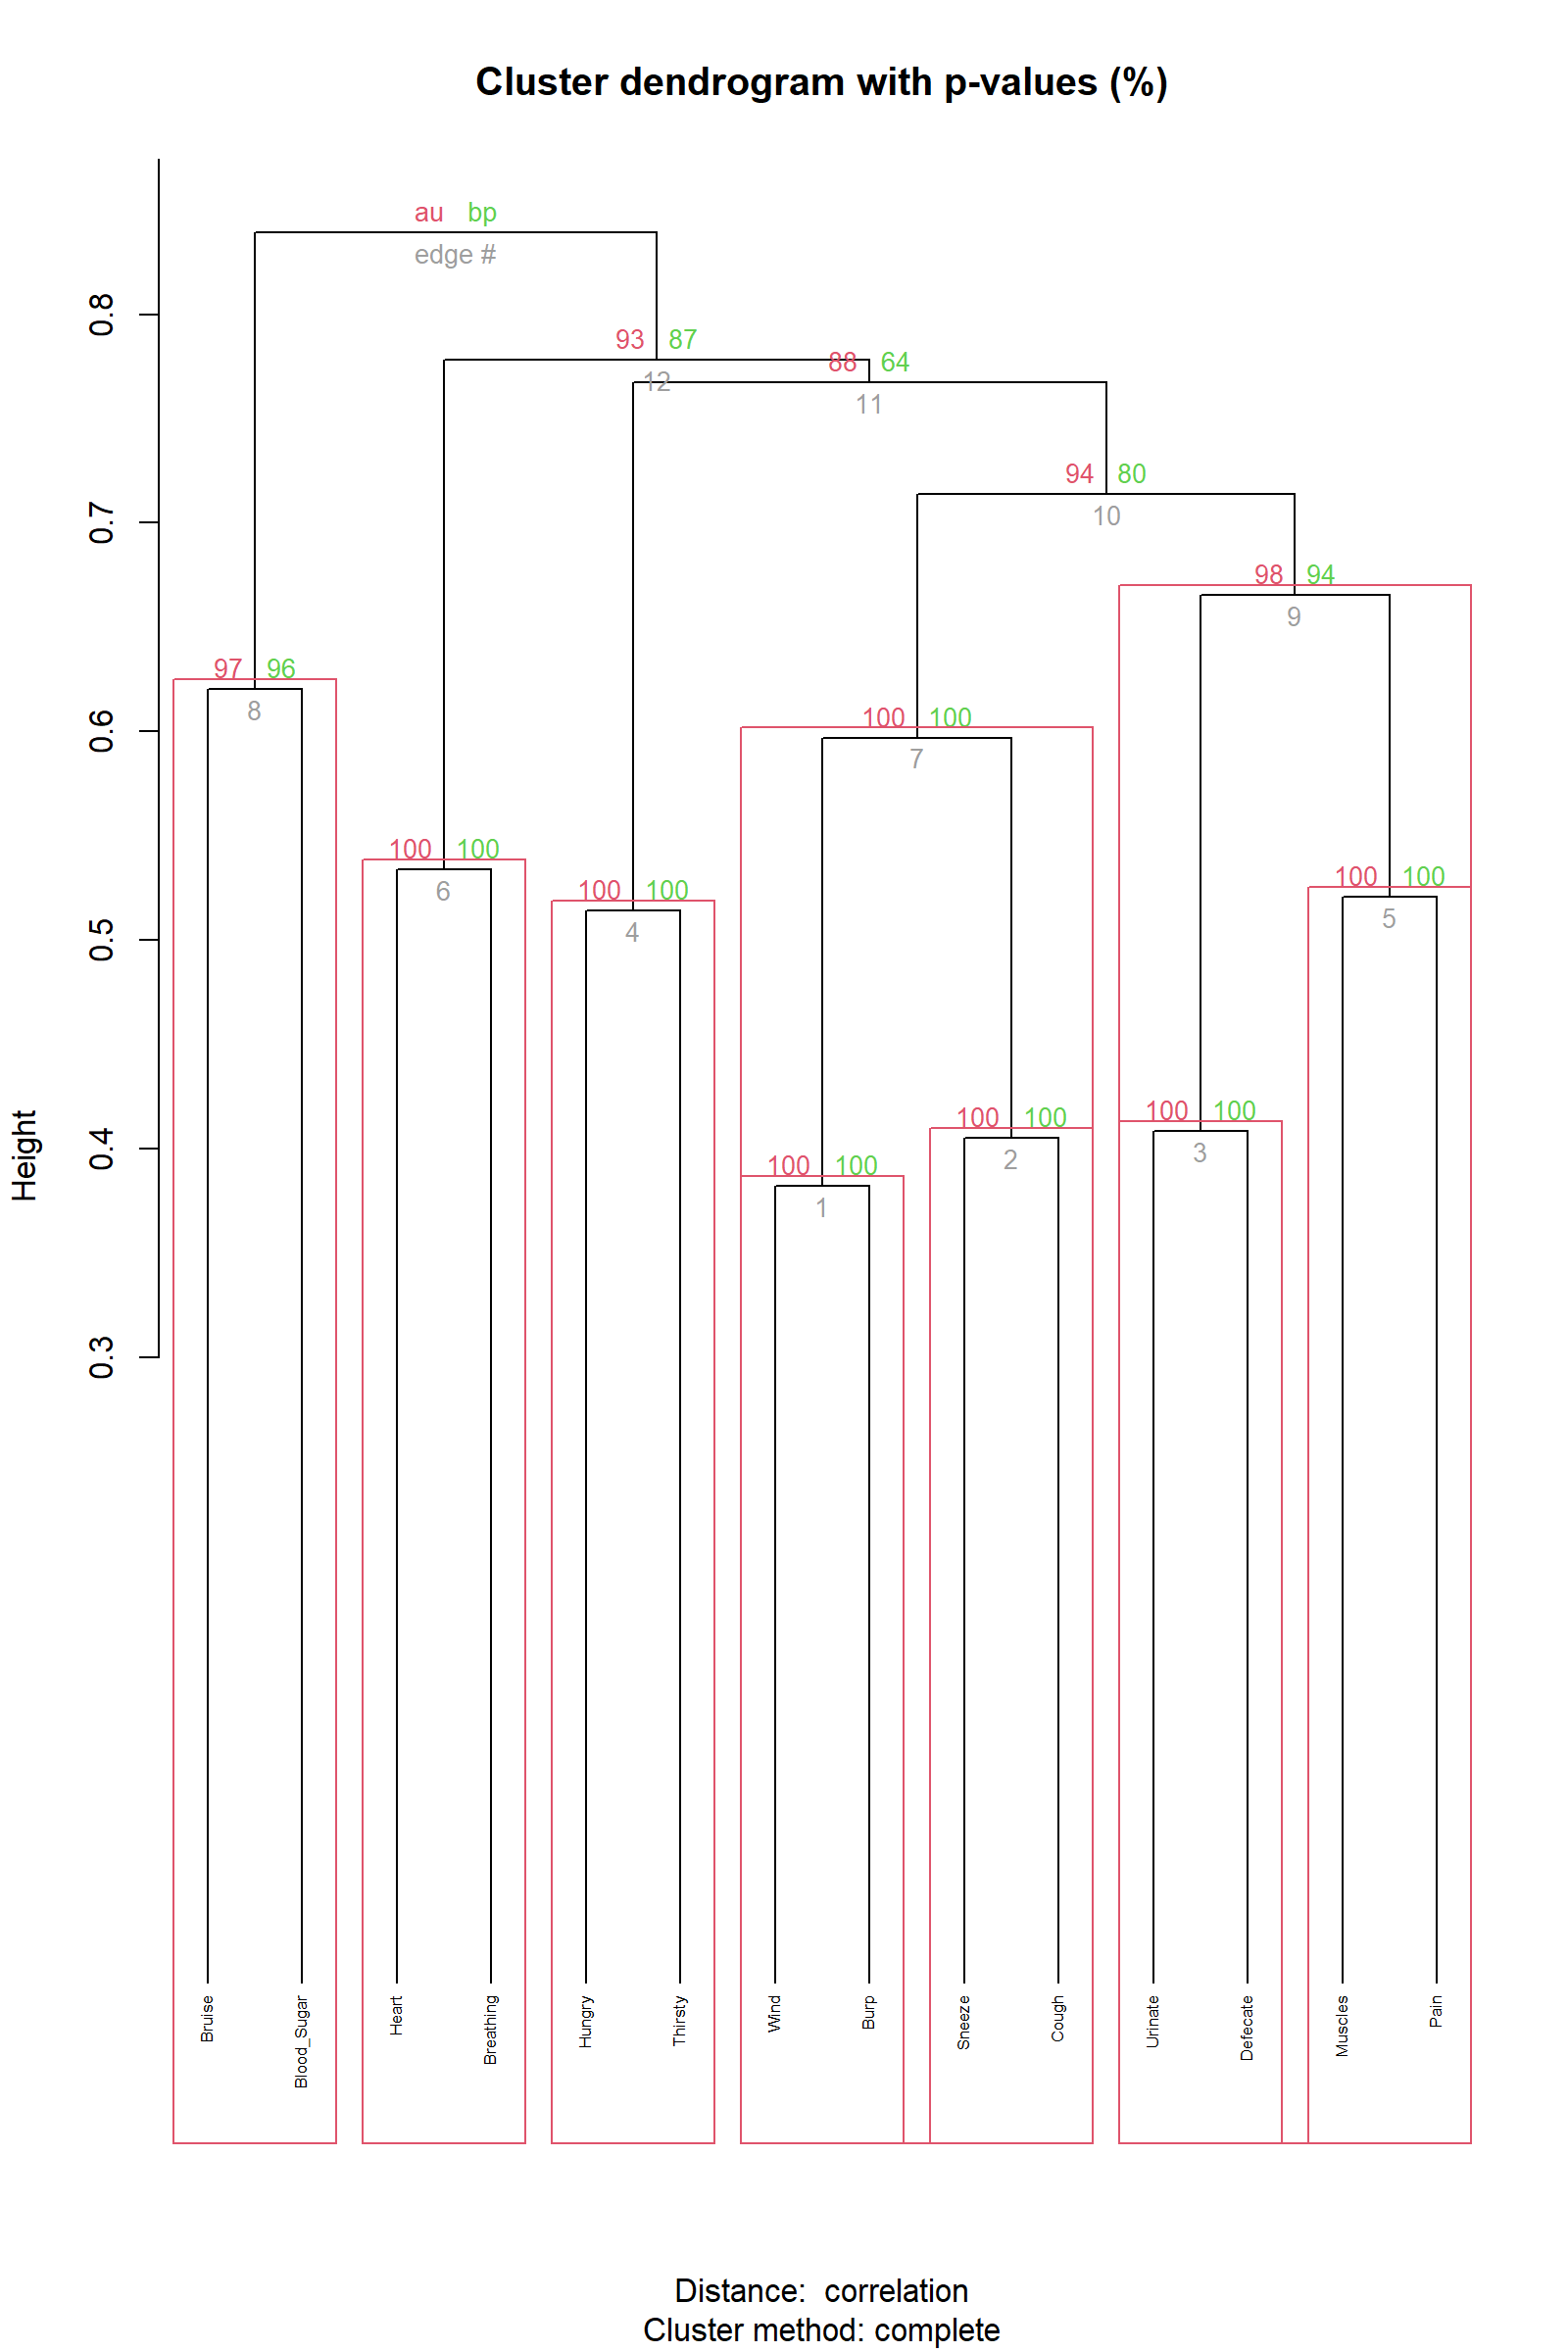 Cluster dendrogram with p-values (%)
au bp
edge #
0.8
93 87
88 64
12
11
94 80
10
0.7
98 94
9
97 96
8
0.6
100 100
7
100 100
6
100 100
5
100 100
4
0.5
100 100
3
100 100
2
0.4
100 100
1
Height
0.3
Bruise
Blood_Sugar
Heart
Breathing
Hungry
Thirsty
Wind
Burp
Sneeze
Cough
Urinate
Defecate
Muscles
Pain
Distance: correlation
Cluster method: complete